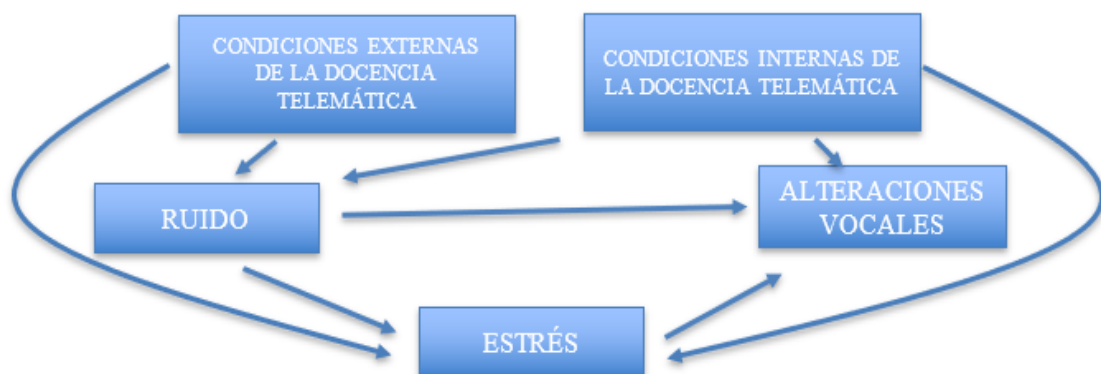 CONDICIONES EXTERNAS
DE LA DOCENCIA
TELEMÁTICA
CONDICIONES INTERNAS DE
LA DOCENCIA TELEMÁTICA
RUIDO
ALTERACIONES
VOCALES
ESTRÉS